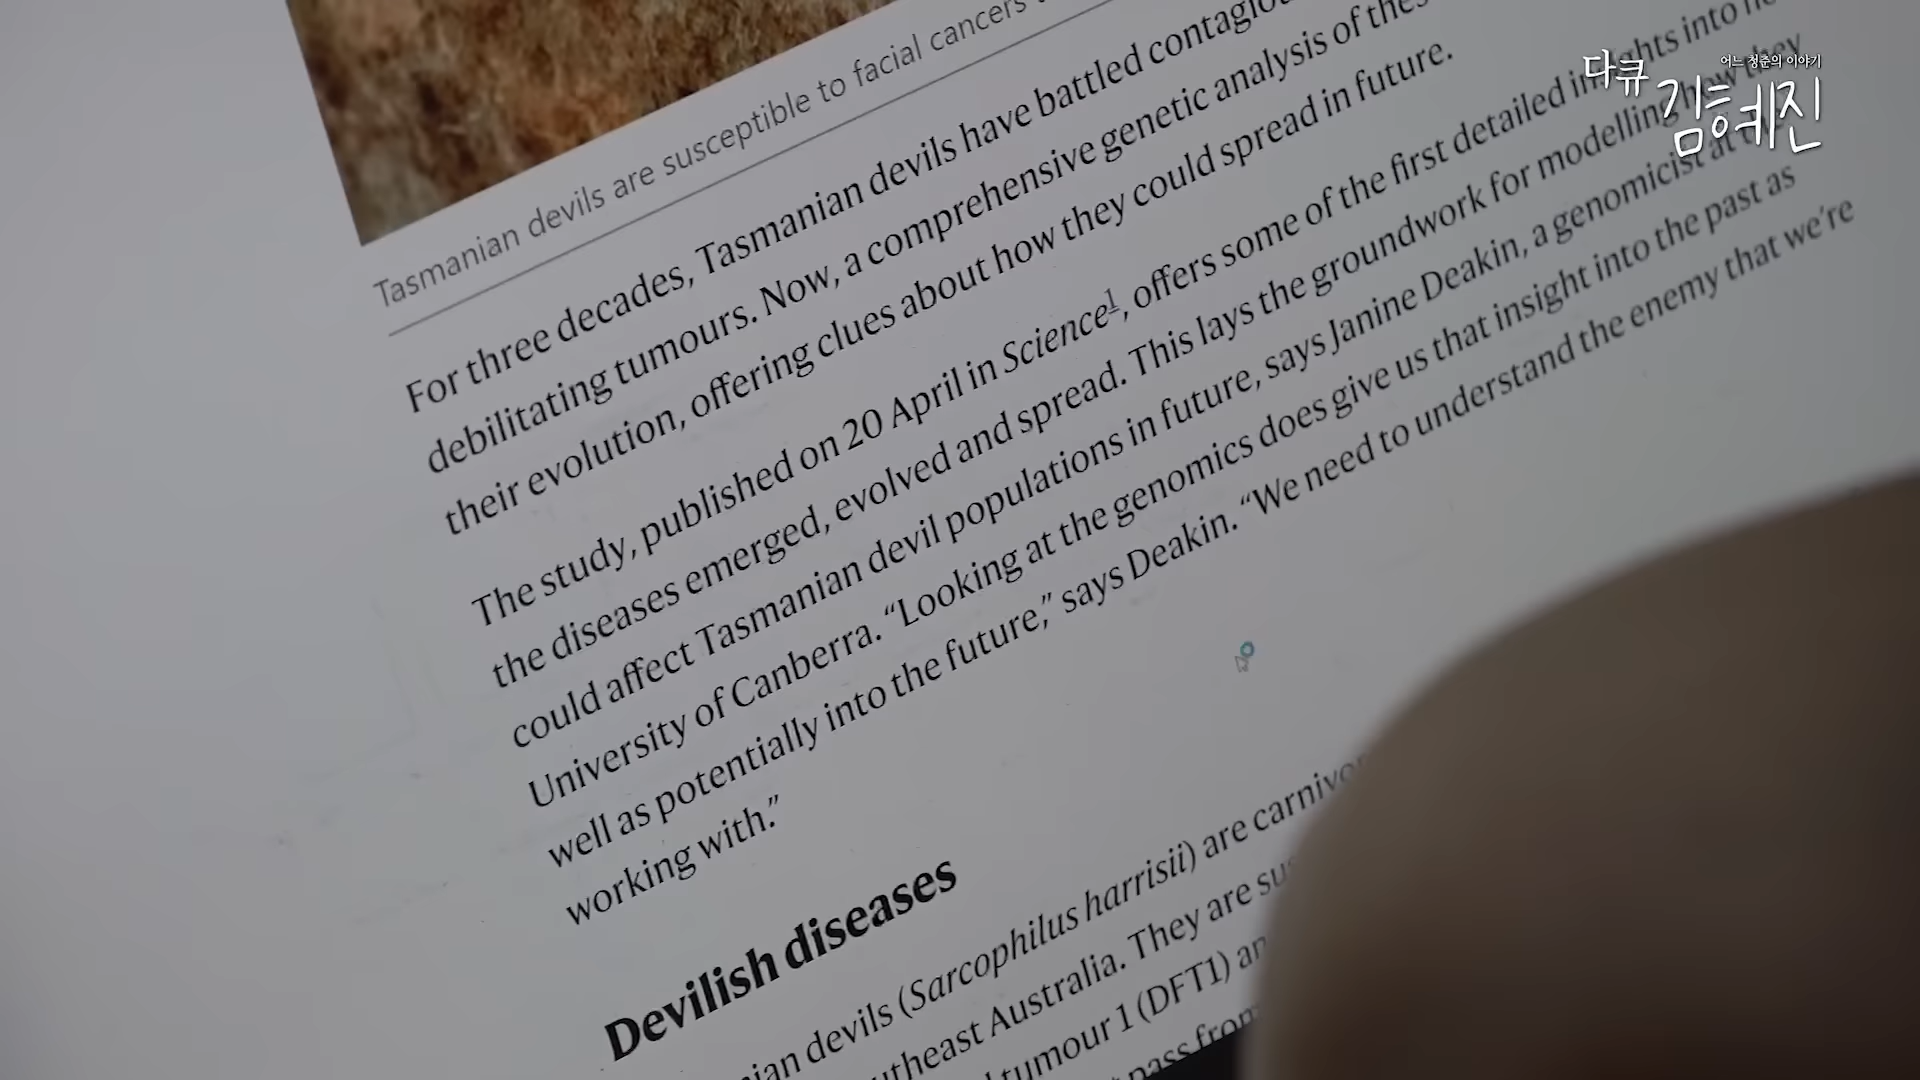 어느 청춘의 이야기
다큐
김혜진
Tasmanian devils are susceptible to facial cancers
For three decades, Tasmanian devils have battled
debilitating tumours. Now, a comprehensive genetic analysis of
their evolution, offering clues about how they could spread in future.
The study, published on 20 April in Science1, offers some of the first detailed insights into
the diseases emerged, evolved and spread. This lays the groundwork for modelling how they
could affect Tasmanian devil populations in future, says Janine Deakin, a genomicist at the
University of Canberra. “Looking at the genomics does give us that insight into the past as
well as potentially into the future,” says Deakin. “We need to understand the enemy that we’re
working with.”
Devilish diseases
devils (Sarcophilus harrisii) are
Australia. They are
tumour 1 (DFT1)
pass from